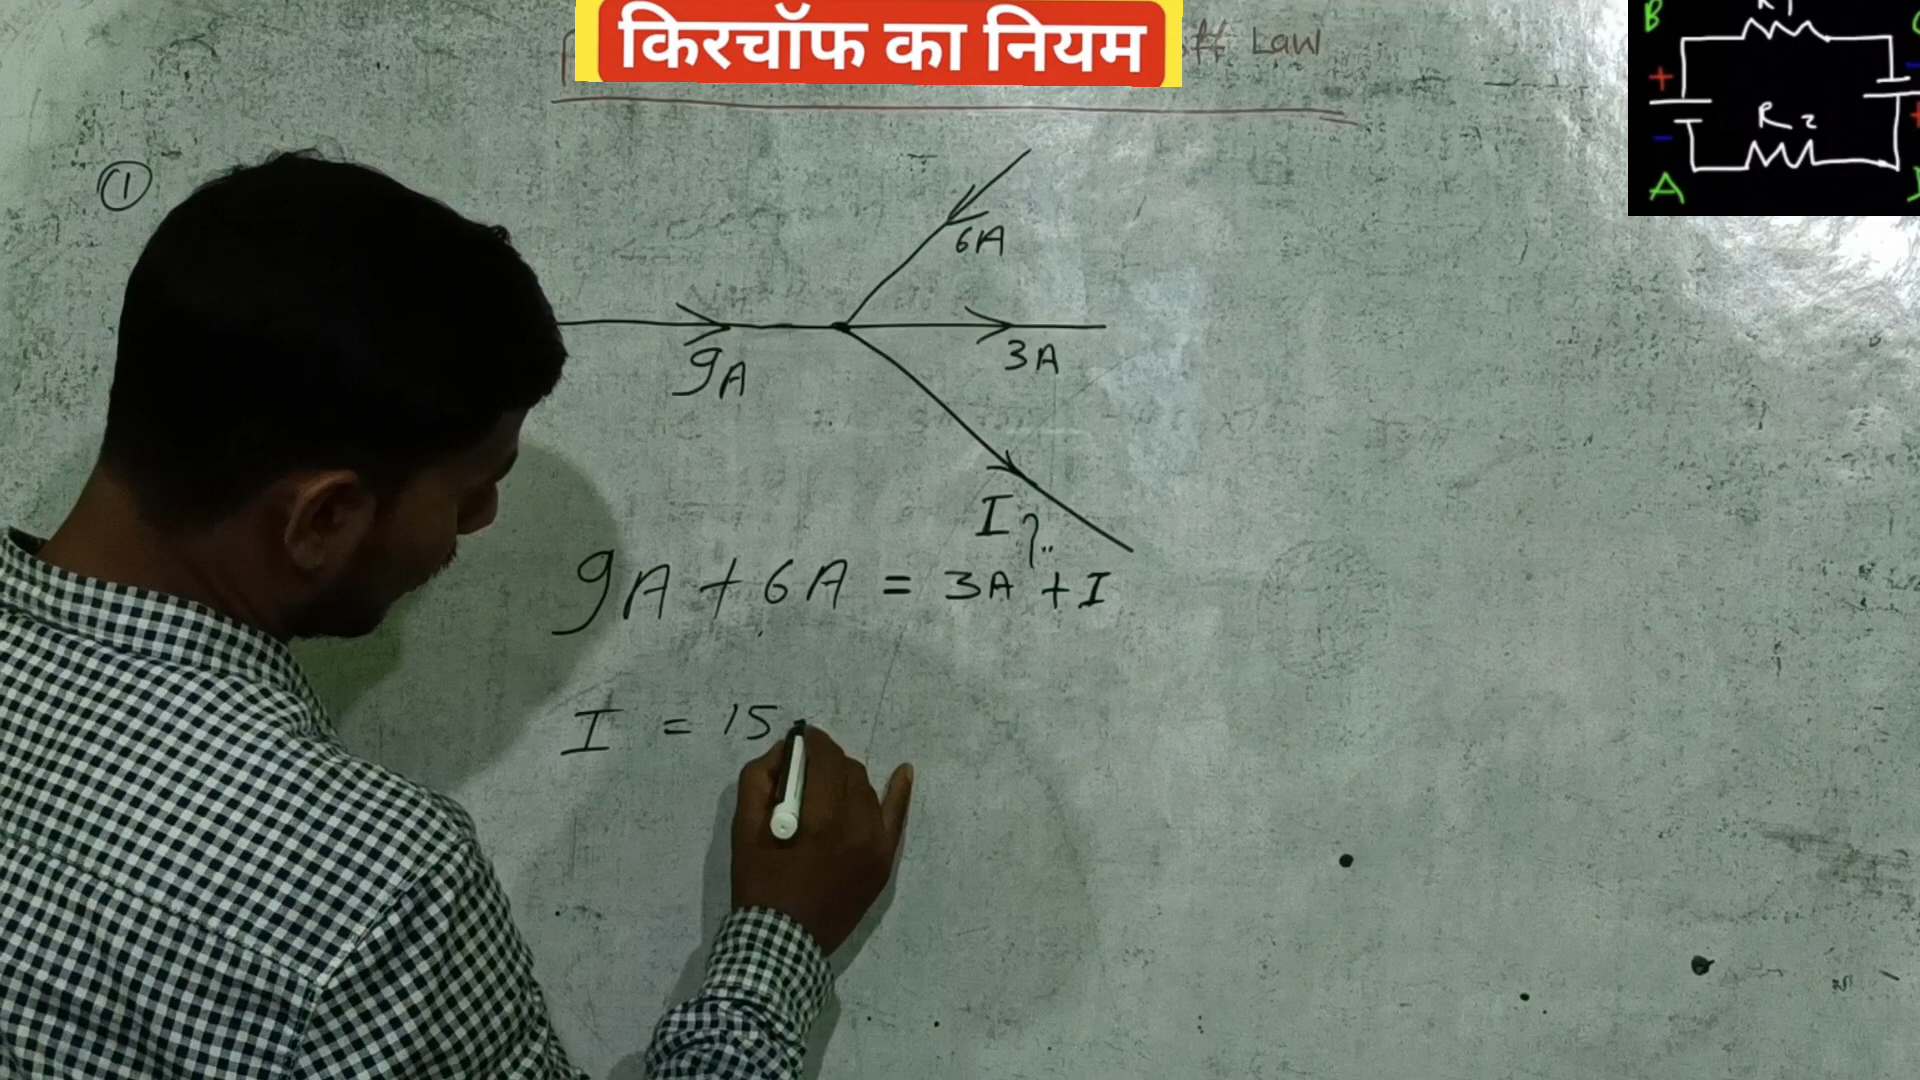 किरचॉफ का नियम
Law
B
R1
+
-
+
-
R2
A
①
6A
9A
3A
I ?
9A + 6A = 3A + I
I = 15